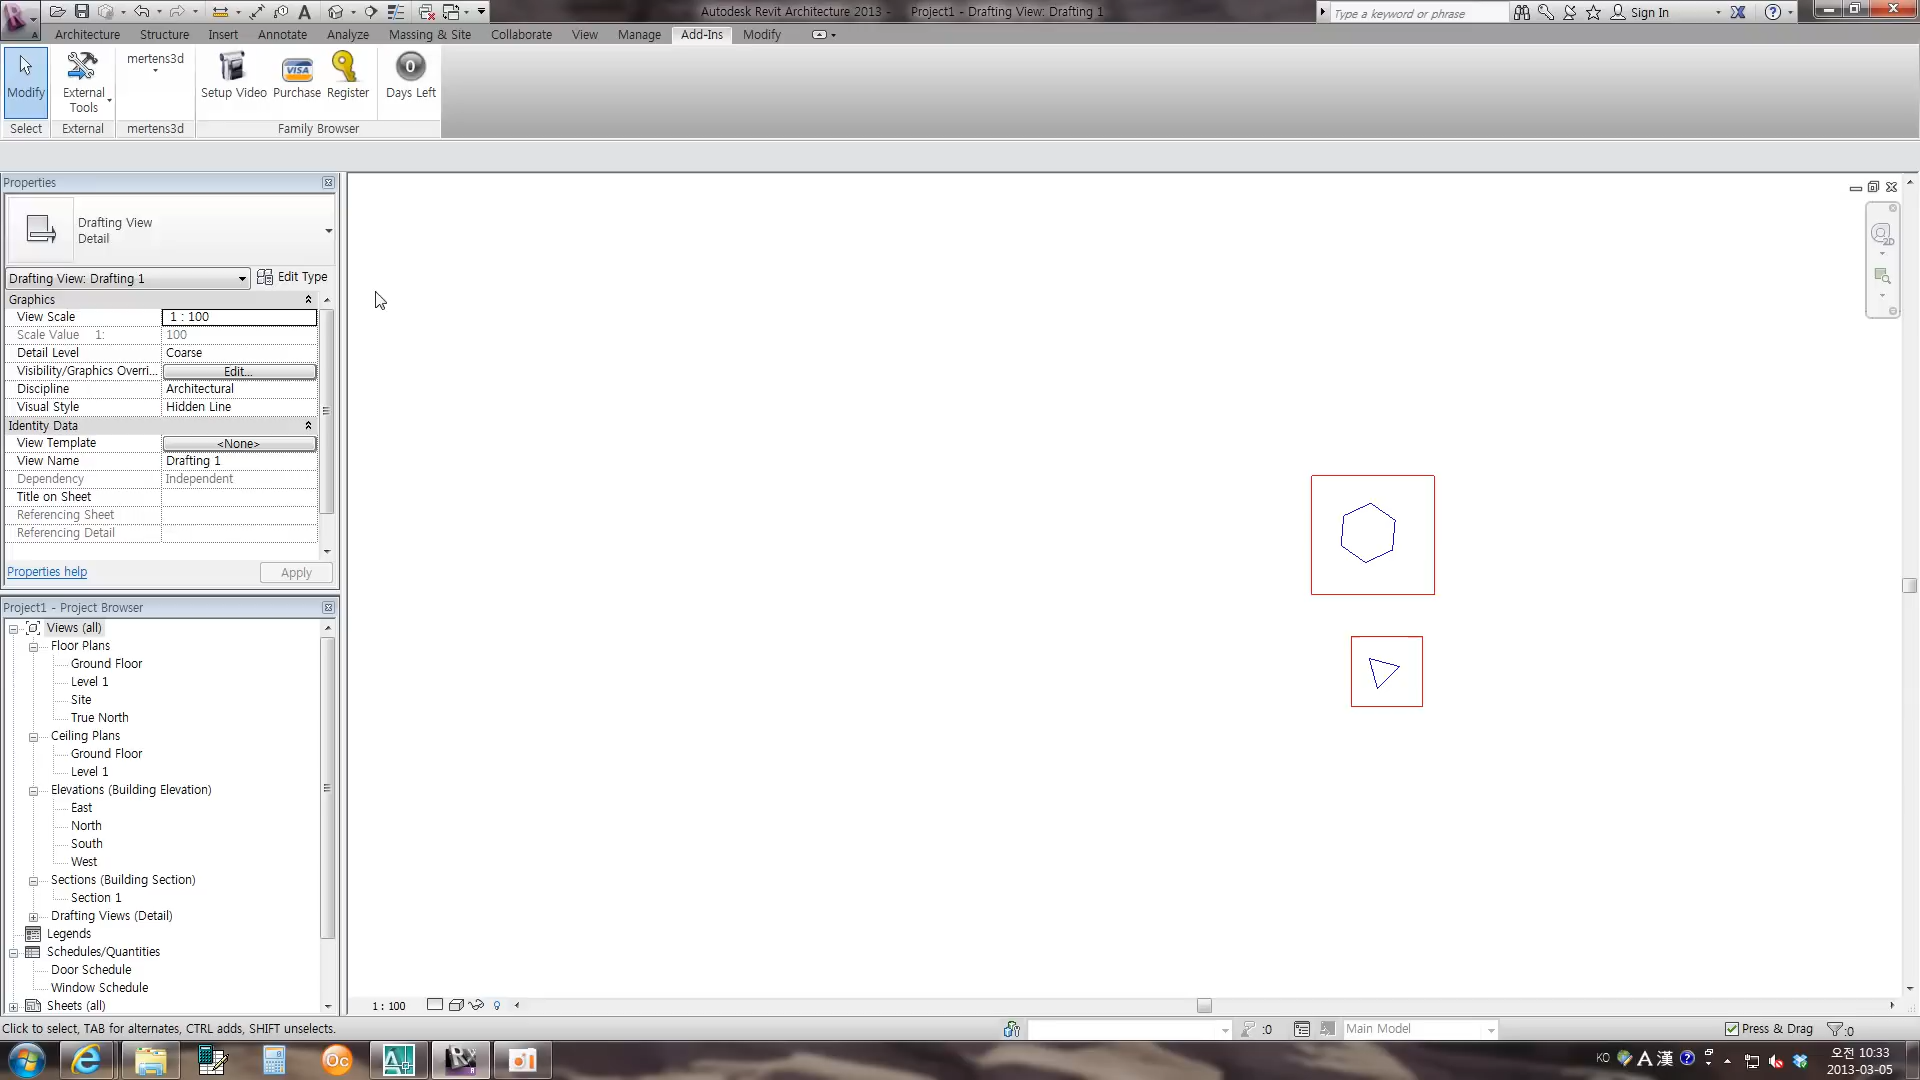 Autodesk Revit Architecture 2013 - Project1 - Drafting View: Drafting 1
Type a keyword or phrase
Sign In
Architecture Structure Insert Annotate Analyze Massing & Site Collaborate View Manage Add-Ins Modify
Modify
External Tools
mertens3d
Setup Video
Purchase
Register
Days Left
VISA
0
Select
External
mertens3d
Family Browser
Properties
Drafting View
Detail
Drafting View: Drafting 1
Edit Type
Graphics
View Scale 1 : 100
Scale Value 1: 100
Detail Level Coarse
Visibility/Graphics Overri... Edit...
Discipline Architectural
Visual Style Hidden Line
Identity Data
View Template <None>
View Name Drafting 1
Dependency Independent
Title on Sheet
Referencing Sheet
Referencing Detail
Properties help
Apply
2D
Project1 - Project Browser
Views (all)
Floor Plans
Ground Floor
Level 1
Site
True North
Ceiling Plans
Ground Floor
Level 1
Elevations (Building Elevation)
East
North
South
West
Sections (Building Section)
Section 1
Drafting Views (Detail)
Legends
Schedules/Quantities
Door Schedule
Window Schedule
Sheets (all)
1 : 100
Click to select, TAB for alternates, CTRL adds, SHIFT unselects.
:0
Main Model
Press & Drag
:0
Oc
KO A 漢
오전 10:33
2013-03-05